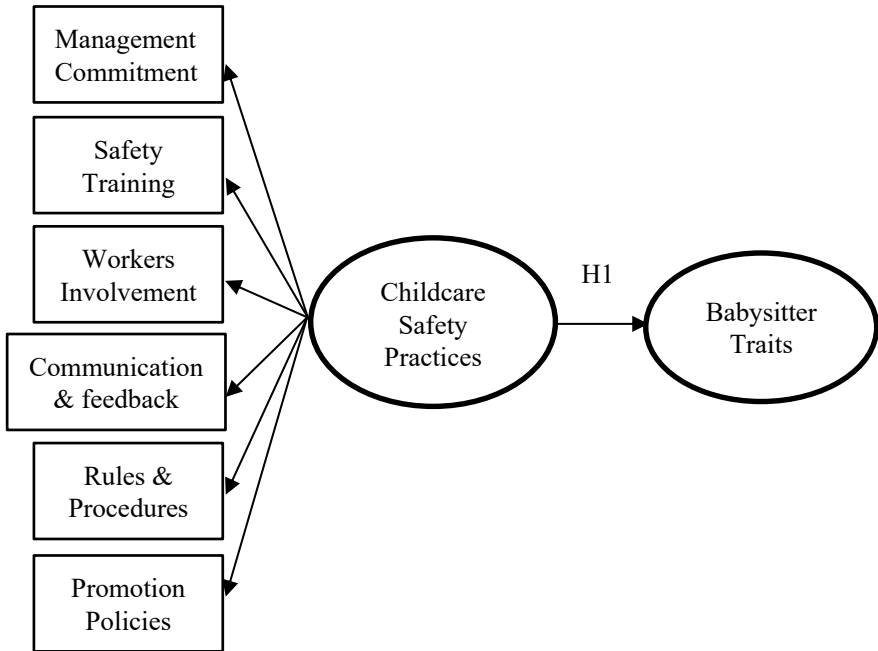 Management
Commitment
Safety
Training
Workers
Involvement
Communication
& feedback
Rules &
Procedures
Promotion
Policies
Childcare
Safety
Practices
H1
Babysitter
Traits